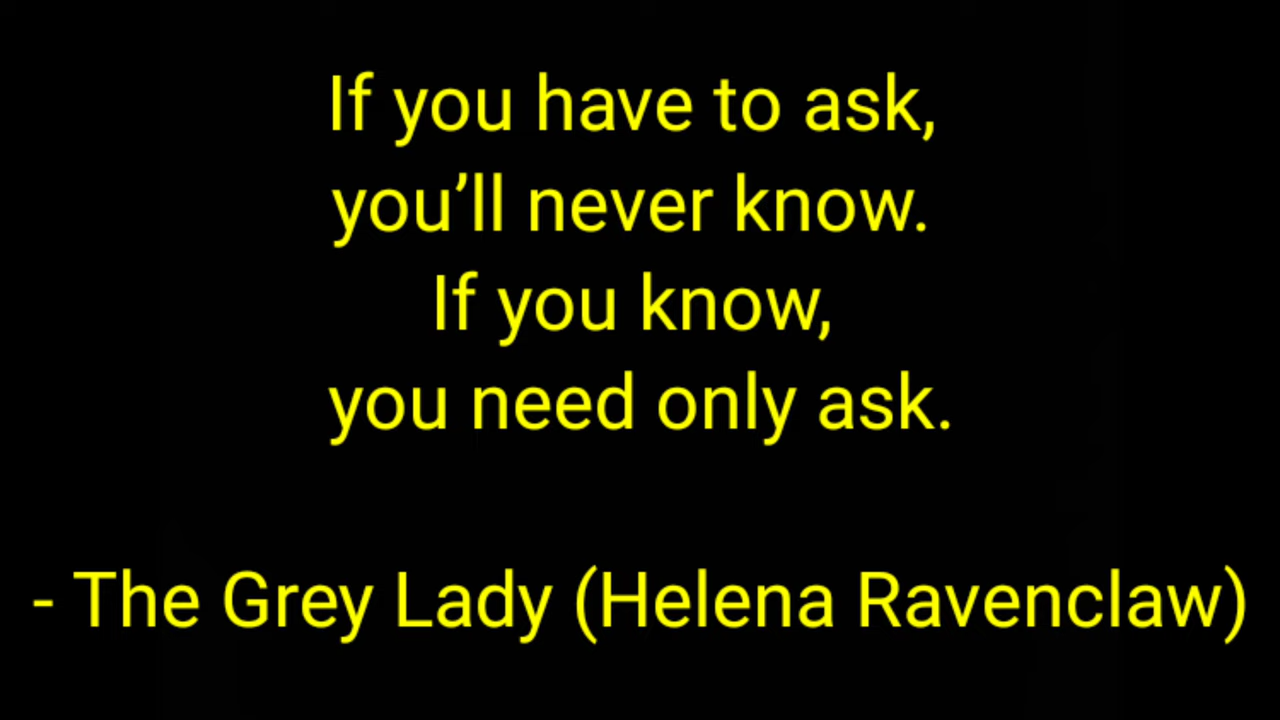 If you have to ask,
you’ll never know.
If you know,
you need only ask.
- The Grey Lady (Helena Ravenclaw)